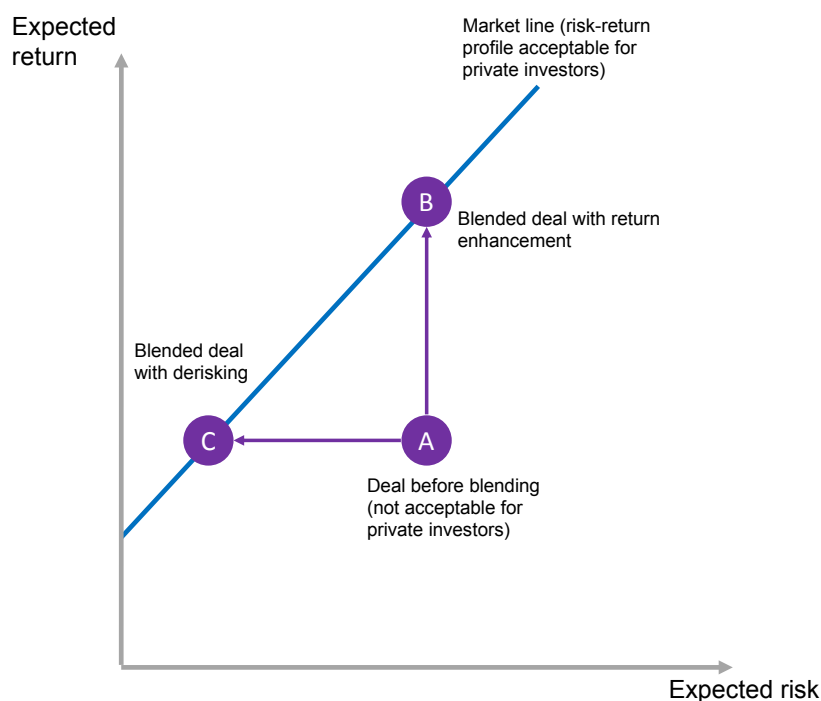 Expected
return
Market line (risk-return
profile acceptable for
private investors)
B
Blended deal with return
enhancement
Blended deal
with derisking
C
A
Deal before blending
(not acceptable for
private investors)
Expected risk